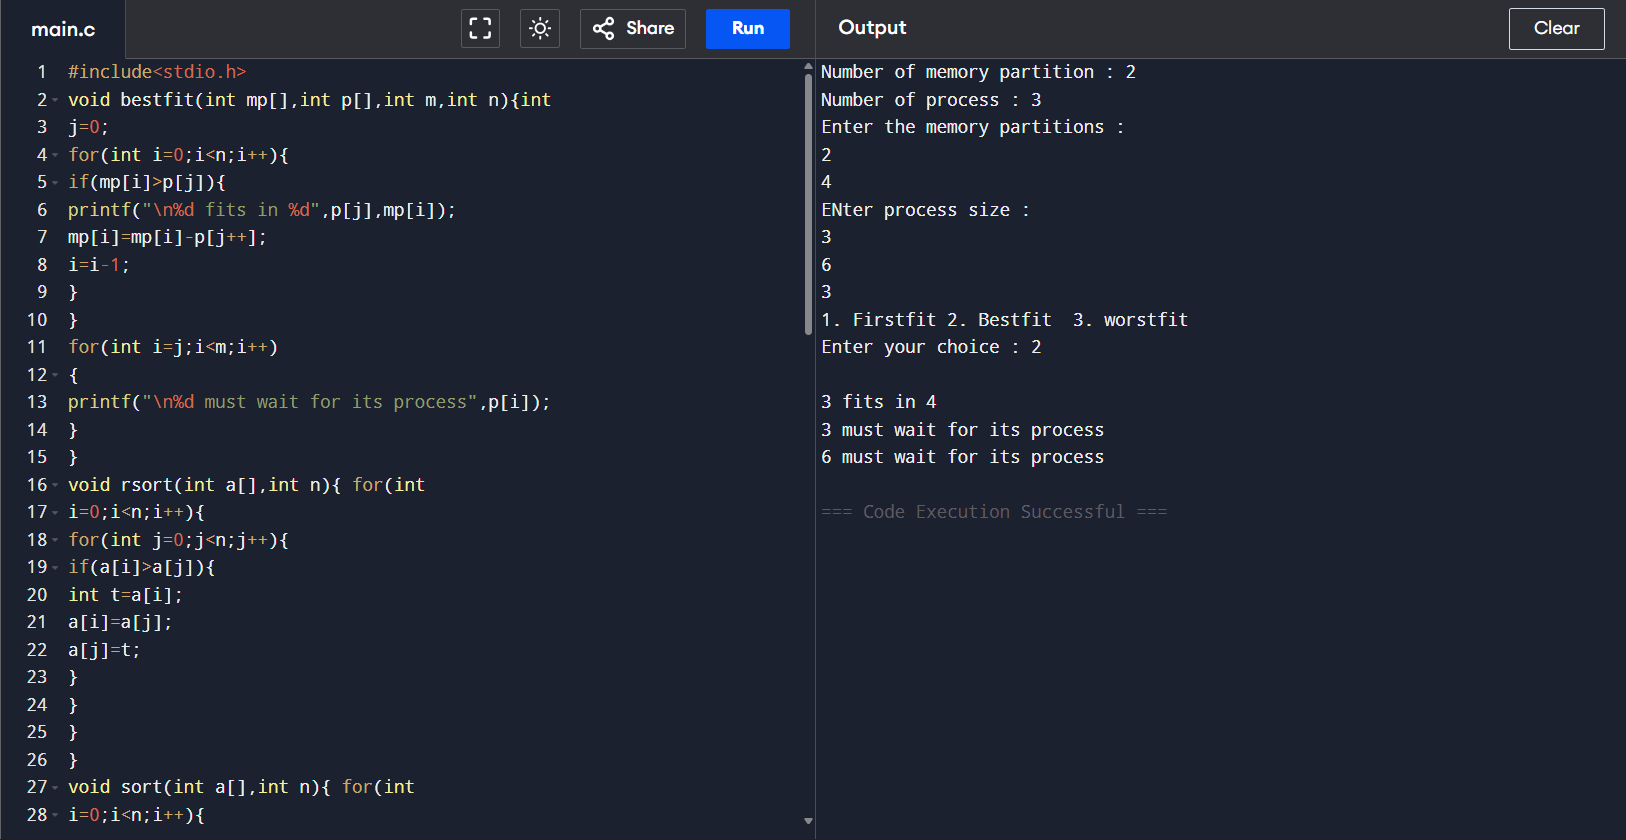 main.c
Share
Run
Output
Clear
1 #include<stdio.h>
2 void bestfit(int mp[],int p[],int m,int n){int
3 j=0;
4 for(int i=0;i<n;i++){
5 if(mp[i]>p[j]){
6 printf("\n%d fits in %d",p[j],mp[i]);
7 mp[i]=mp[i]-p[j++];
8 i=i-1;
9 }
10 }
11 for(int i=j;i<m;i++)
12 {
13 printf("\n%d must wait for its process",p[i]);
14 }
15 }
16 void rsort(int a[],int n){ for(int
17 i=0;i<n;i++){
18 for(int j=0;j<n;j++){
19 if(a[i]>a[j]){
20 int t=a[i];
21 a[i]=a[j];
22 a[j]=t;
23 }
24 }
25 }
26 }
27 void sort(int a[],int n){ for(int
28 i=0;i<n;i++){
Number of memory partition : 2
Number of process : 3
Enter the memory partitions :
2
4
ENter process size :
3
6
3
1. Firstfit 2. Bestfit  3. worstfit
Enter your choice : 2
3 fits in 4
3 must wait for its process
6 must wait for its process
=== Code Execution Successful ===